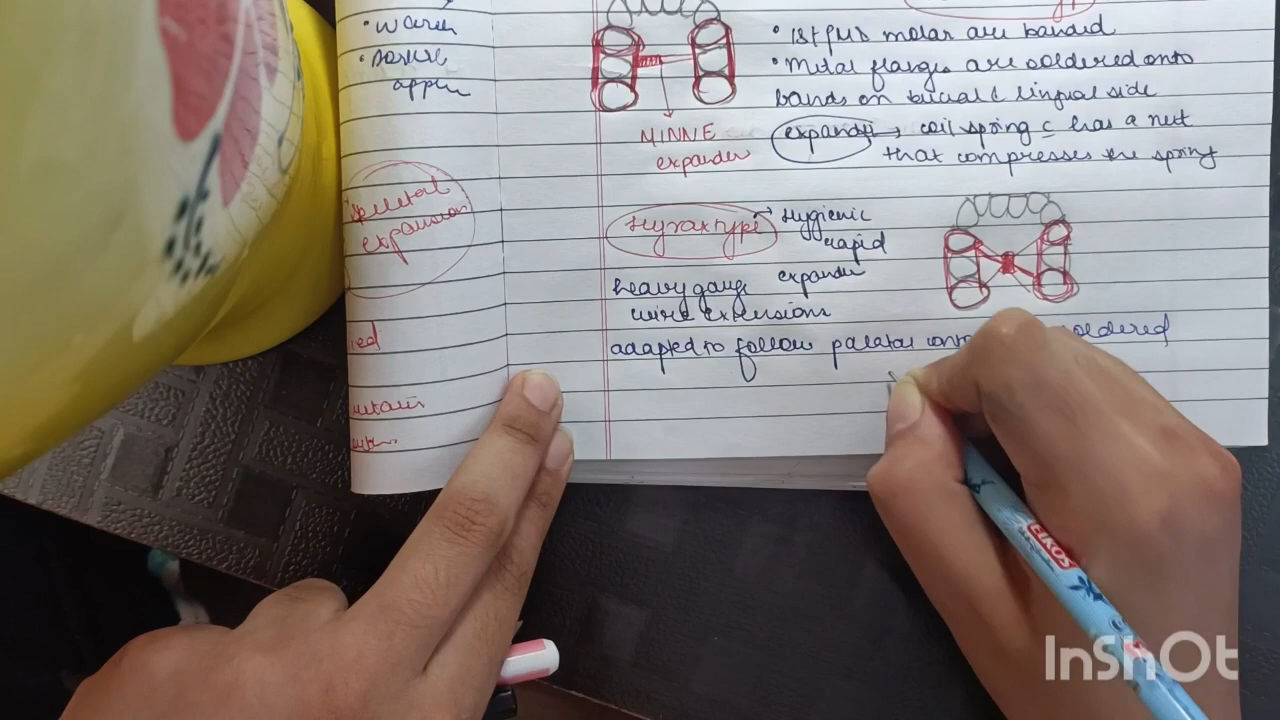 • 1st PM & molar are banded
• Metal flanges are soldered onto
bands on buccal & lingual side
MINNE
expander
expander → coil spring c has a nut
that compresses the spring
skeletal
expansion
Hyrax type → Hygienic
rapid
expander
heavy gauge
wire extensions
adapted to follow palatal soldered
EXOS
InShOt